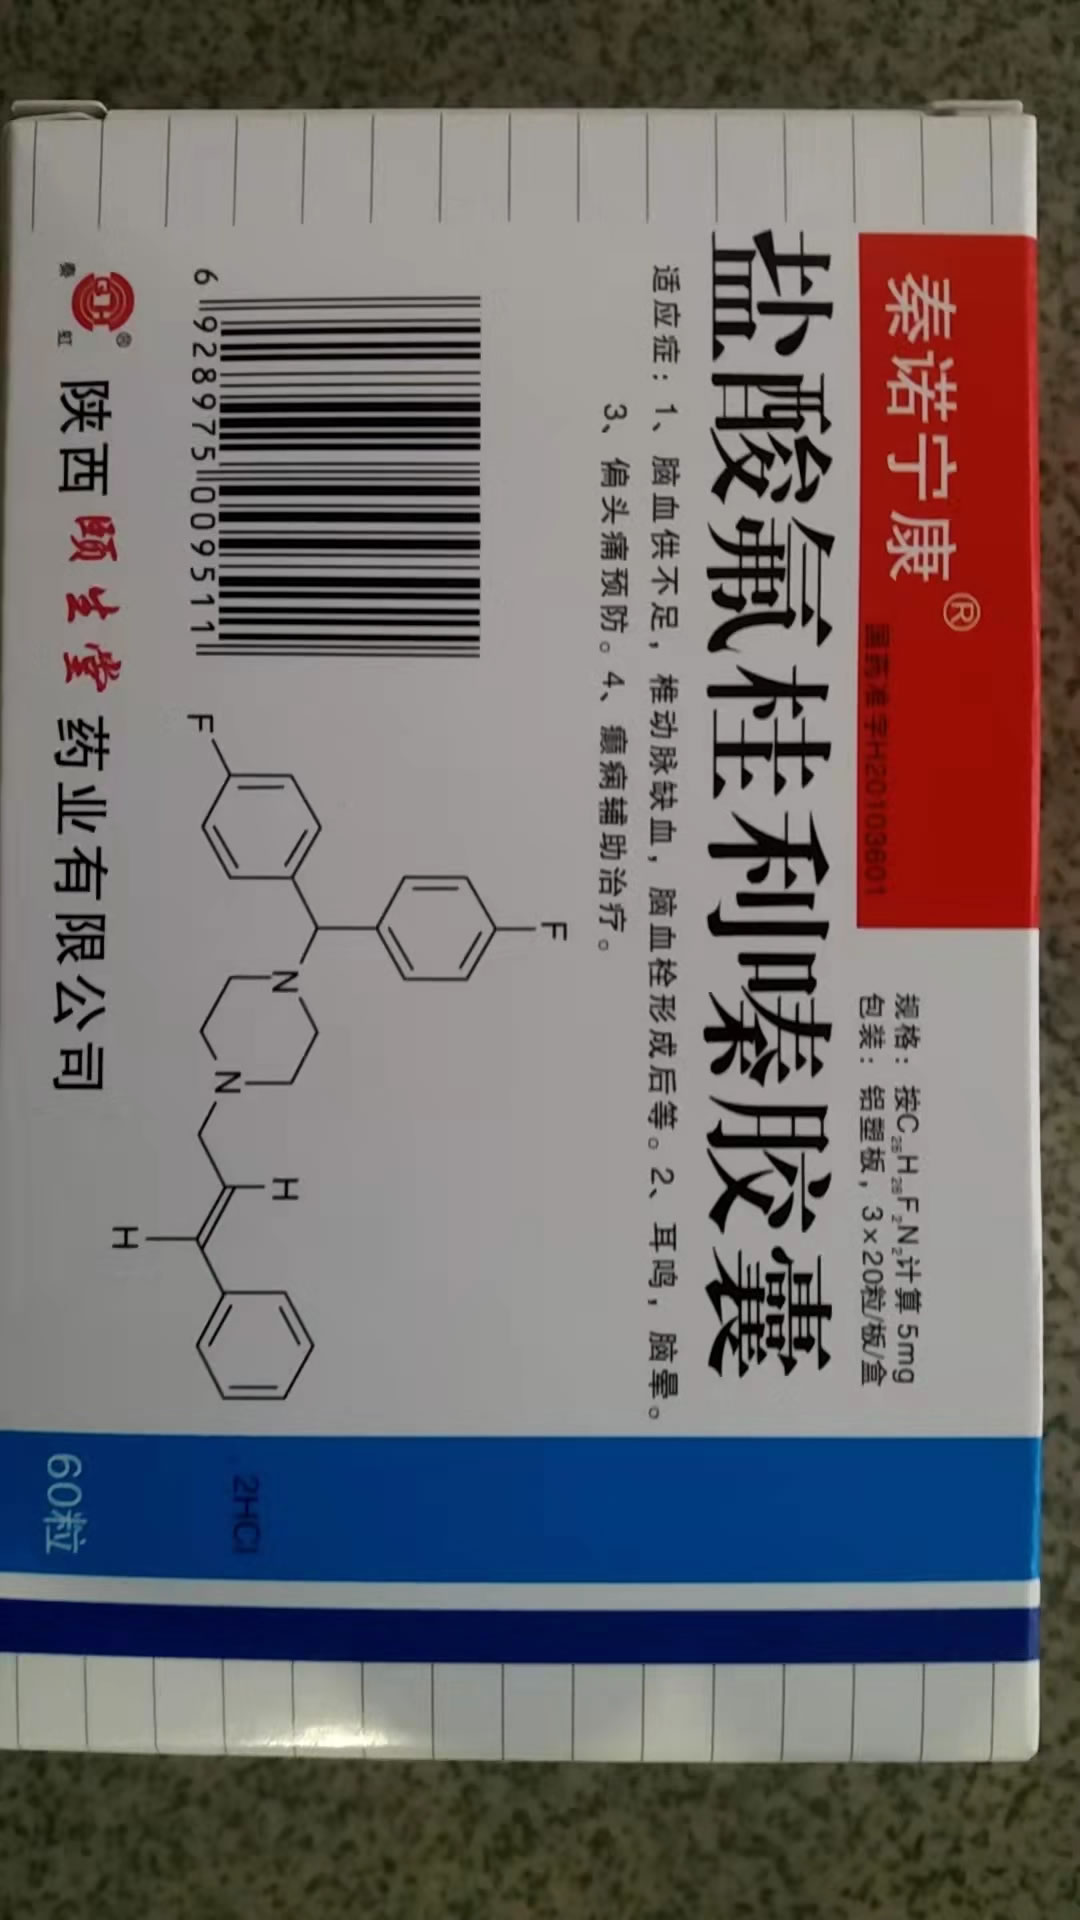 秦诺宁康®
国药准字H20103601
规格：按C₂₆H₂₆F₂N₂计算 5mg
包装：铝塑板，3×20粒/板/盒
盐酸氟桂利嗪胶囊
适应症：1、脑血供不足，椎动脉缺血，脑血栓形成后等。2、耳鸣，脑晕。
3、偏头痛预防。4、癫痫辅助治疗。
6 928975 009511
F
F
N
N
H
H
.2HCl
秦 QH 虹 ®
陕西颐生堂药业有限公司
60粒